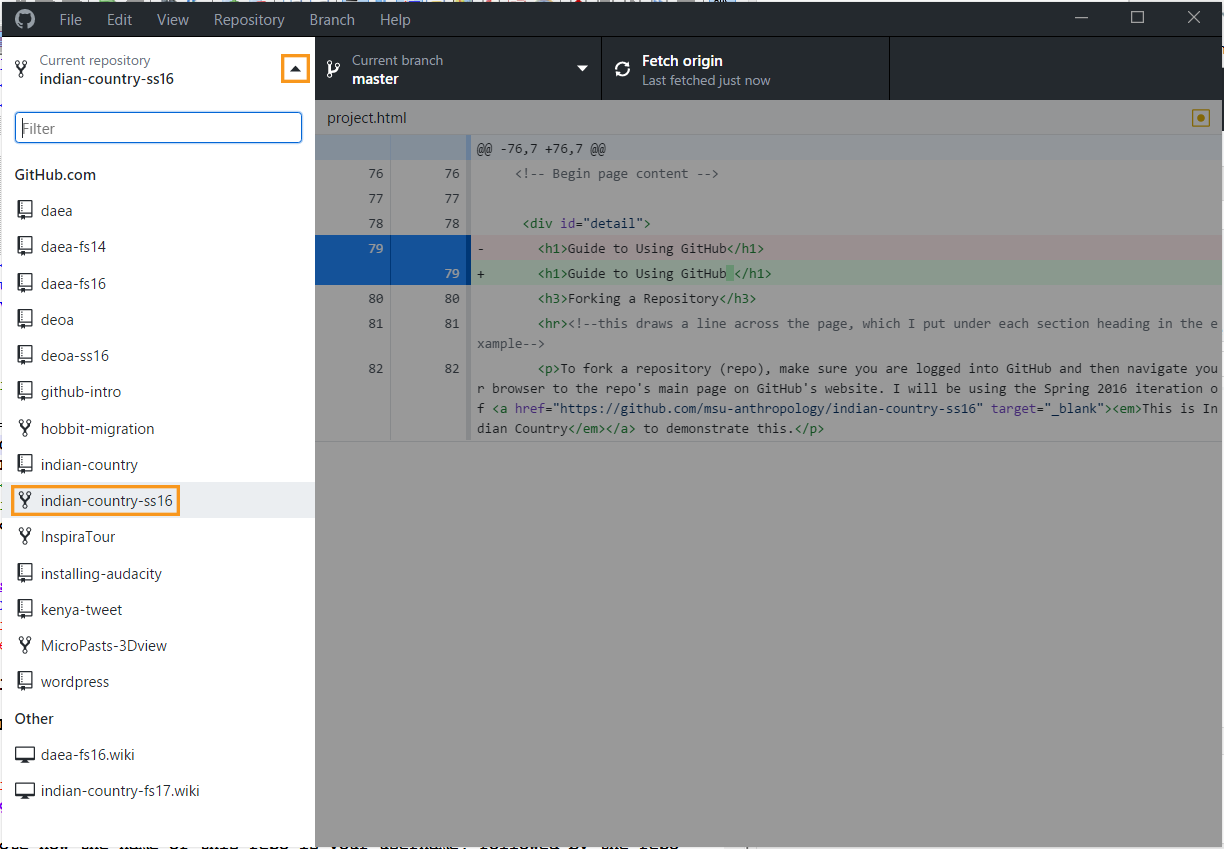 File Edit View Repository Branch Help
Current repository
indian-country-ss16
Current branch
master
Fetch origin
Last fetched just now
Filter
GitHub.com
daea
daea-fs14
daea-fs16
deoa
deoa-ss16
github-intro
hobbit-migration
indian-country
indian-country-ss16
InspiraTour
installing-audacity
kenya-tweet
MicroPasts-3Dview
wordpress
Other
daea-fs16.wiki
indian-country-fs17.wiki
project.html
@@ -76,7 +76,7 @@
76 76 <!-- Begin page content -->
77 77
78 78 <div id="detail">
79 - <h1>Guide to Using GitHub</h1>
79 + <h1>Guide to Using GitHub </h1>
80 80 <h3>Forking a Repository</h3>
81 81 <hr><!--this draws a line across the page, which I put under each section heading in the e
xample-->
82 82 <p>To fork a repository (repo), make sure you are logged into GitHub and then navigate you
r browser to the repo's main page on GitHub's website. I will be using the Spring 2016 iteration o
f <a href="https://github.com/msu-anthropology/indian-country-ss16" target="_blank"><em>This is In
dian Country</em></a> to demonstrate this.</p>